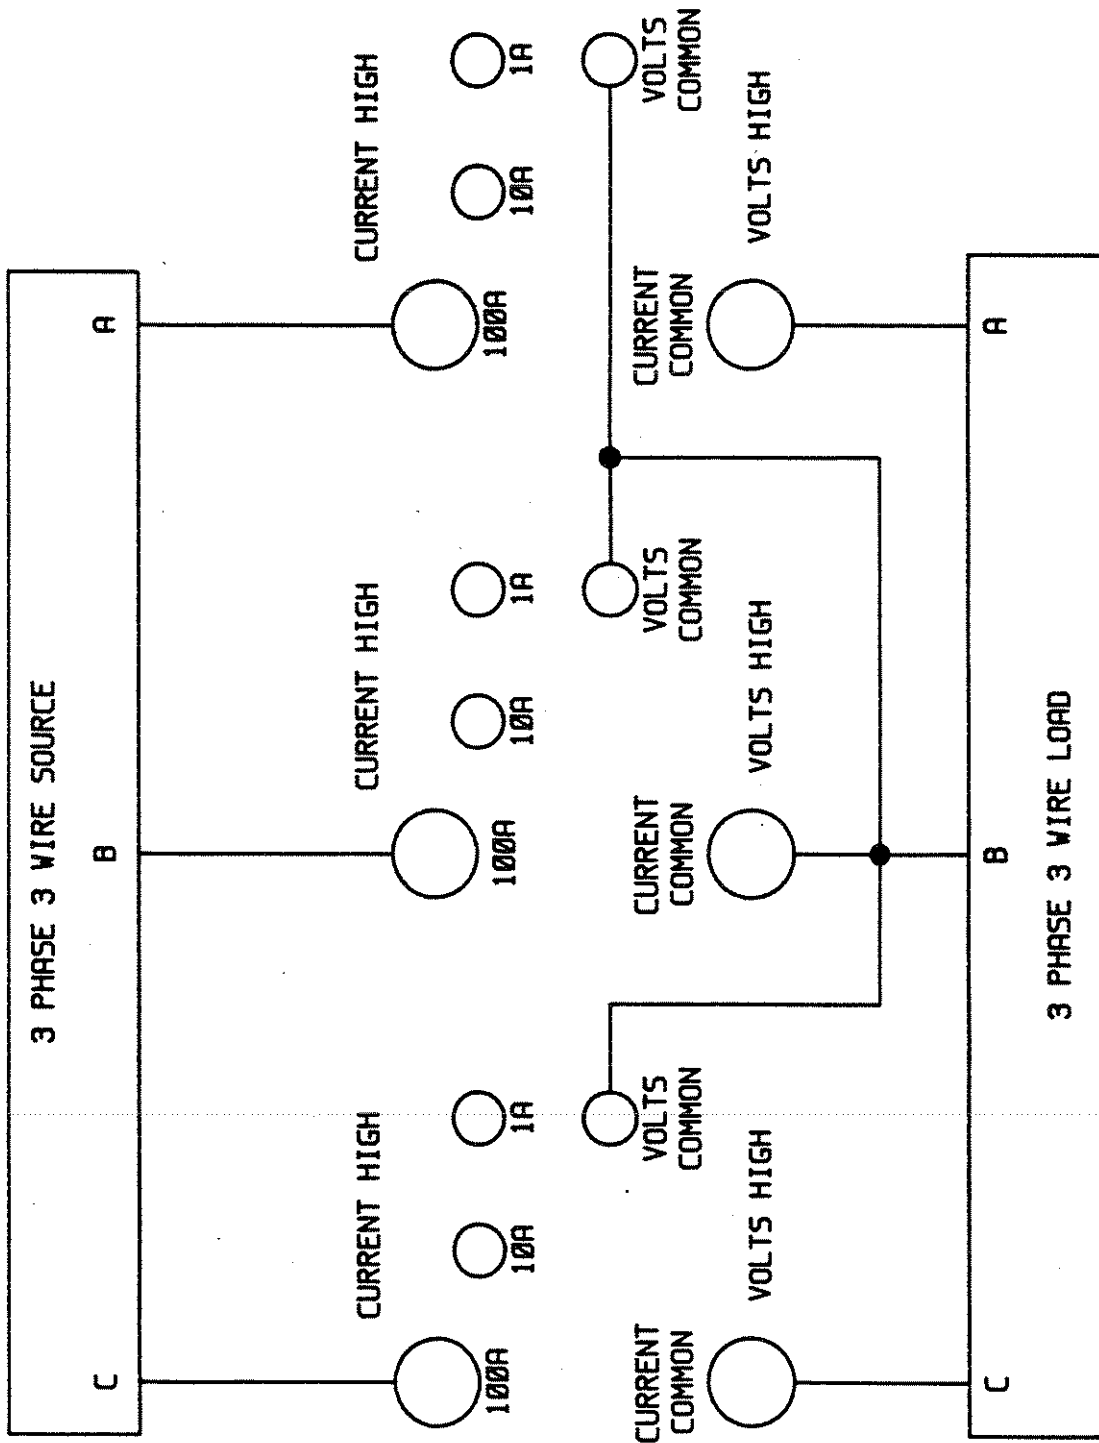 3 PHASE 3 WIRE SOURCE
C
B
A
CURRENT HIGH
CURRENT HIGH
CURRENT HIGH
100A
10A
1A
100A
10A
1A
100A
10A
1A
CURRENT
COMMON
VOLTS
COMMON
CURRENT
COMMON
VOLTS
COMMON
CURRENT
COMMON
VOLTS
COMMON
VOLTS HIGH
VOLTS HIGH
VOLTS HIGH
C
B
A
3 PHASE 3 WIRE LOAD